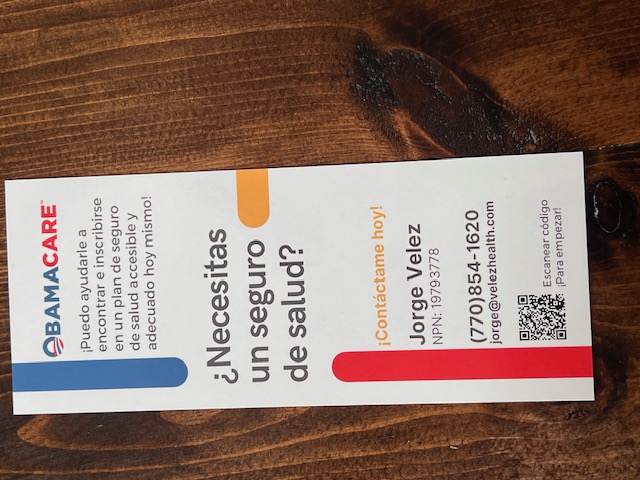 OBAMACARE™
¡Puedo ayudarle a
encontrar e inscribirse
en un plan de seguro
de salud accesible y
adecuado hoy mismo!
¿Necesitas
un seguro
de salud?
¡Contáctame hoy!
Jorge Velez
NPN: 19793778
(770)854-1620
jorge@velezhealth.com
Escanear código
¡Para empezar!